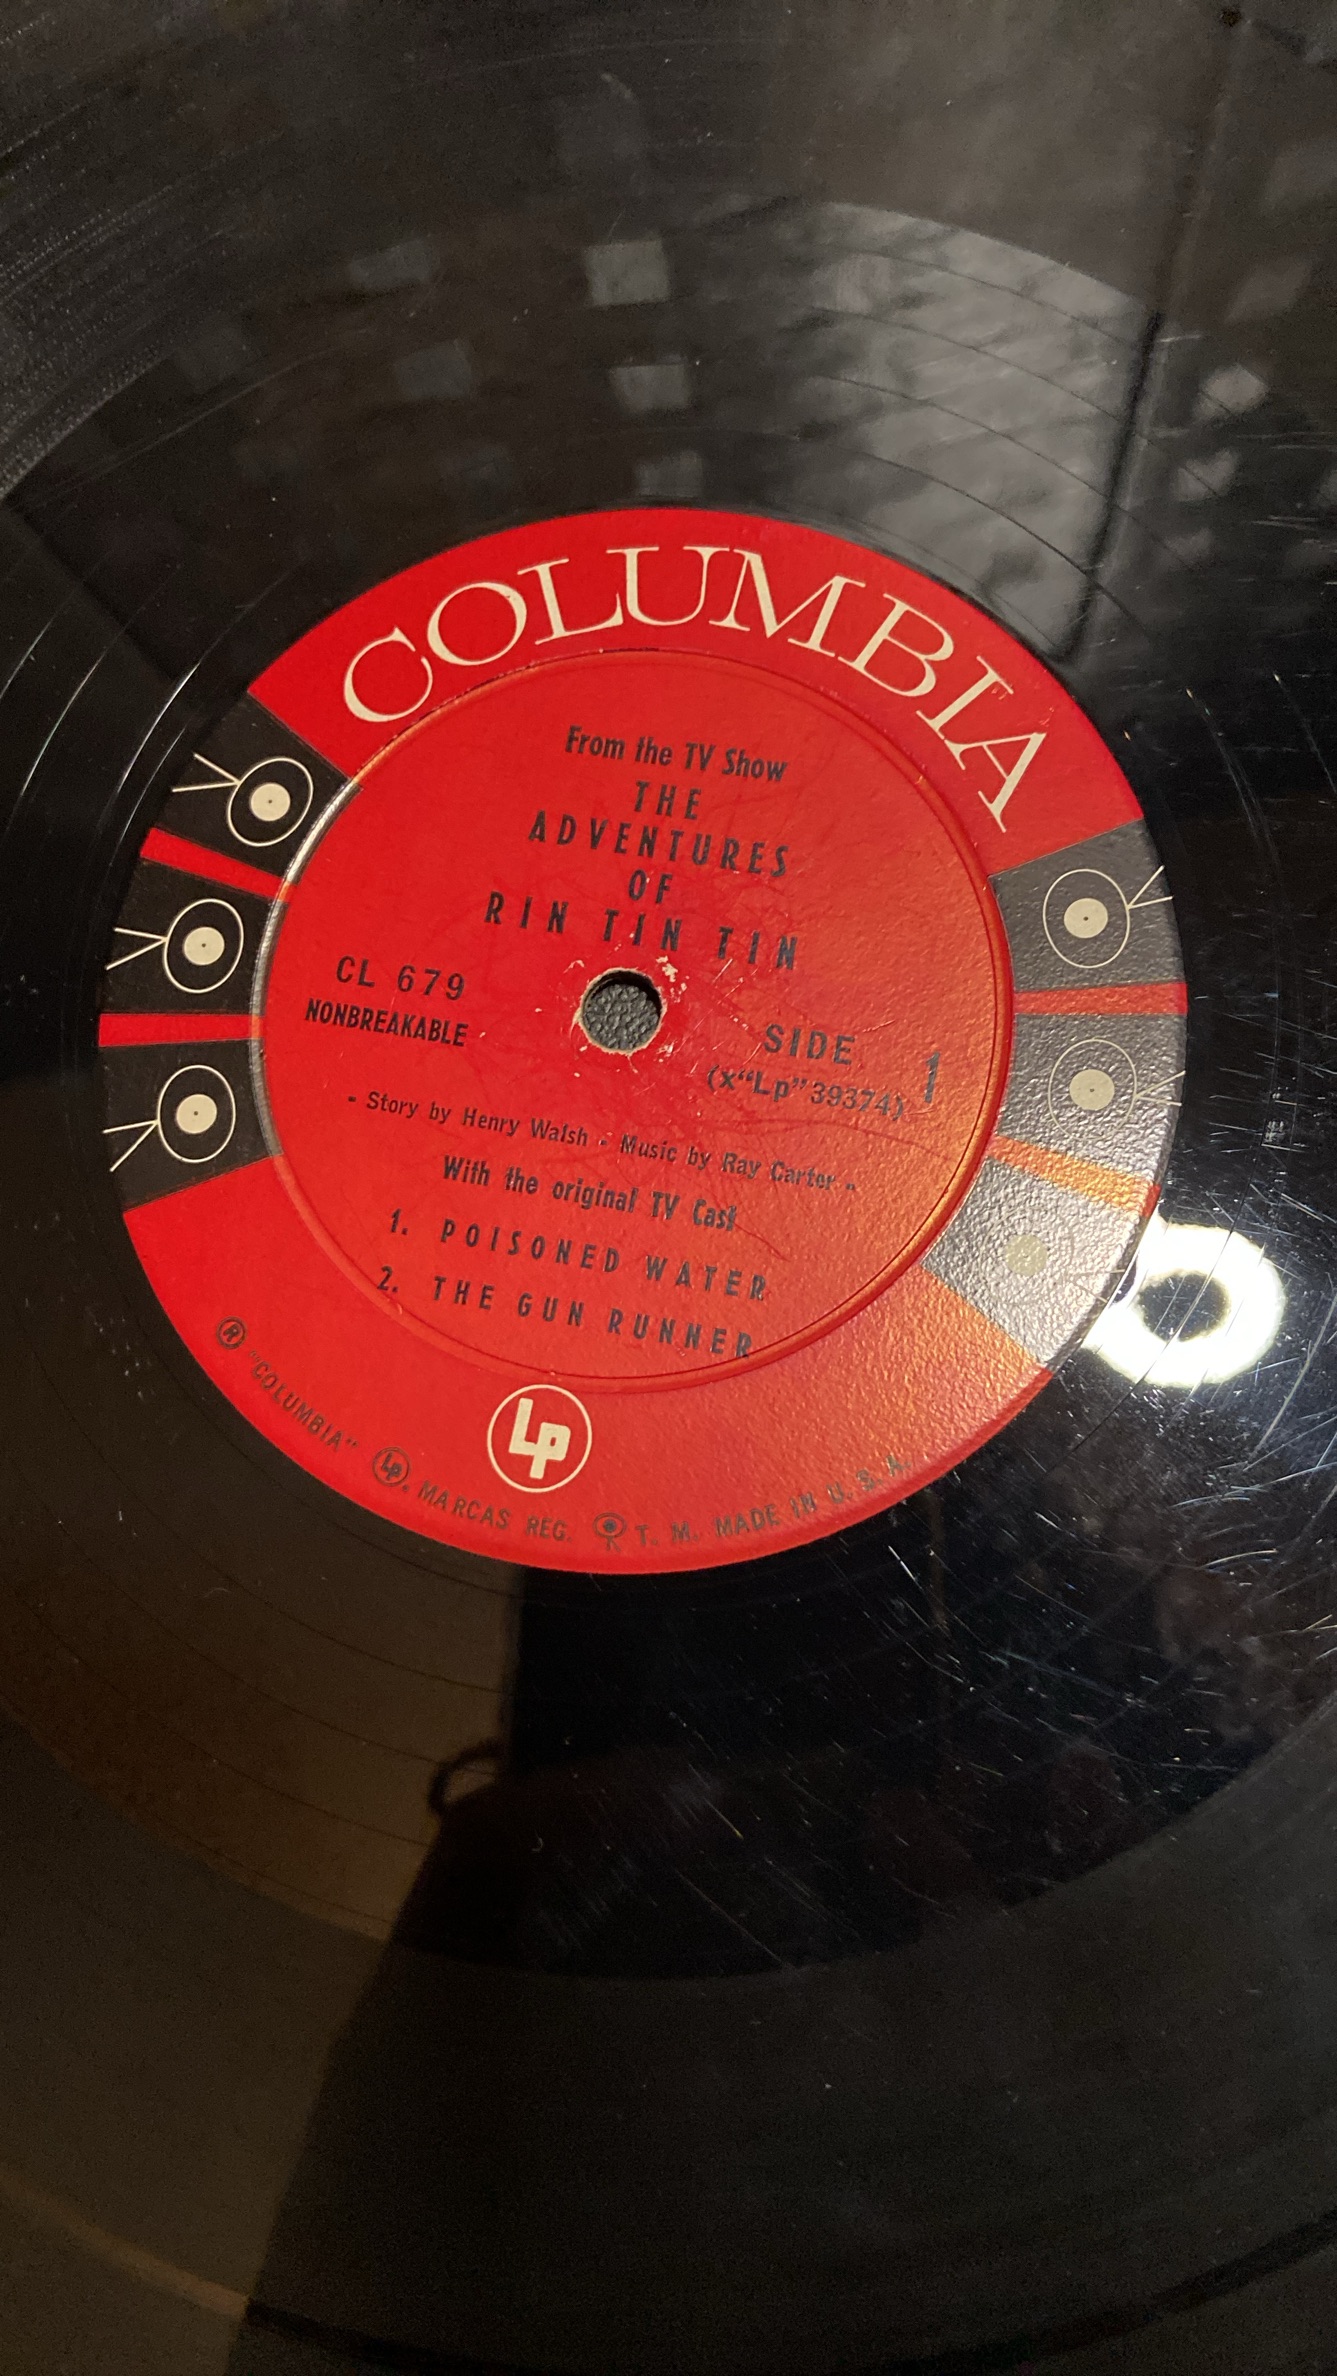 COLUMBIA
From the TV Show
THE
ADVENTURES
OF
RIN TIN TIN
CL 679
NONBREAKABLE
SIDE 1
(x“Lp”39374)
- Story by Henry Walsh - Music by Ray Carter -
With the original TV Cast
1. POISONED WATER
2. THE GUN RUNNER
Lp
® "COLUMBIA" Lp. MARCAS REG. T. M. MADE IN U. S. A.